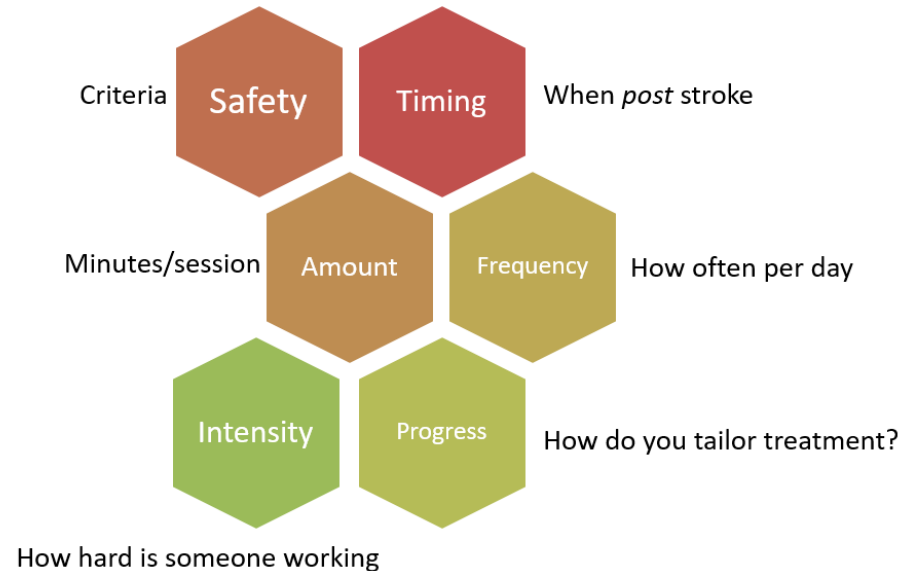 Criteria
Safety
Timing
When post stroke
Minutes/session
Amount
Frequency
How often per day
Intensity
Progress
How do you tailor treatment?
How hard is someone working